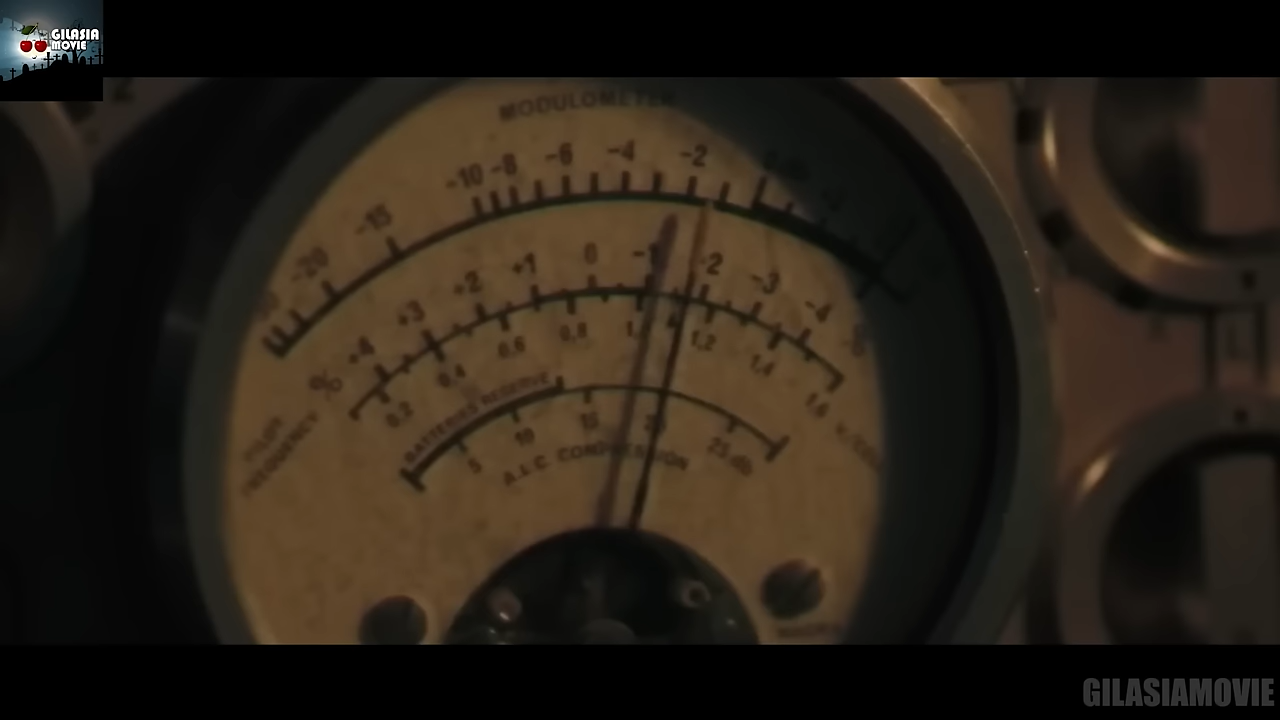 GILASIA
MOVIE
MODULOMETER
-20 -15 -10 -8 -6 -4 -2
% +4 +3 +2 +1 0 -1 -2 -3 -4
0,2 0,4 0,6 0,8 1,2 1,4 1,6
PILOT
FREQUENCY
BATTERIES RESERVE
5 10 15 25 db
A.L.C. COMPRESSION
GILASIAMOVIE